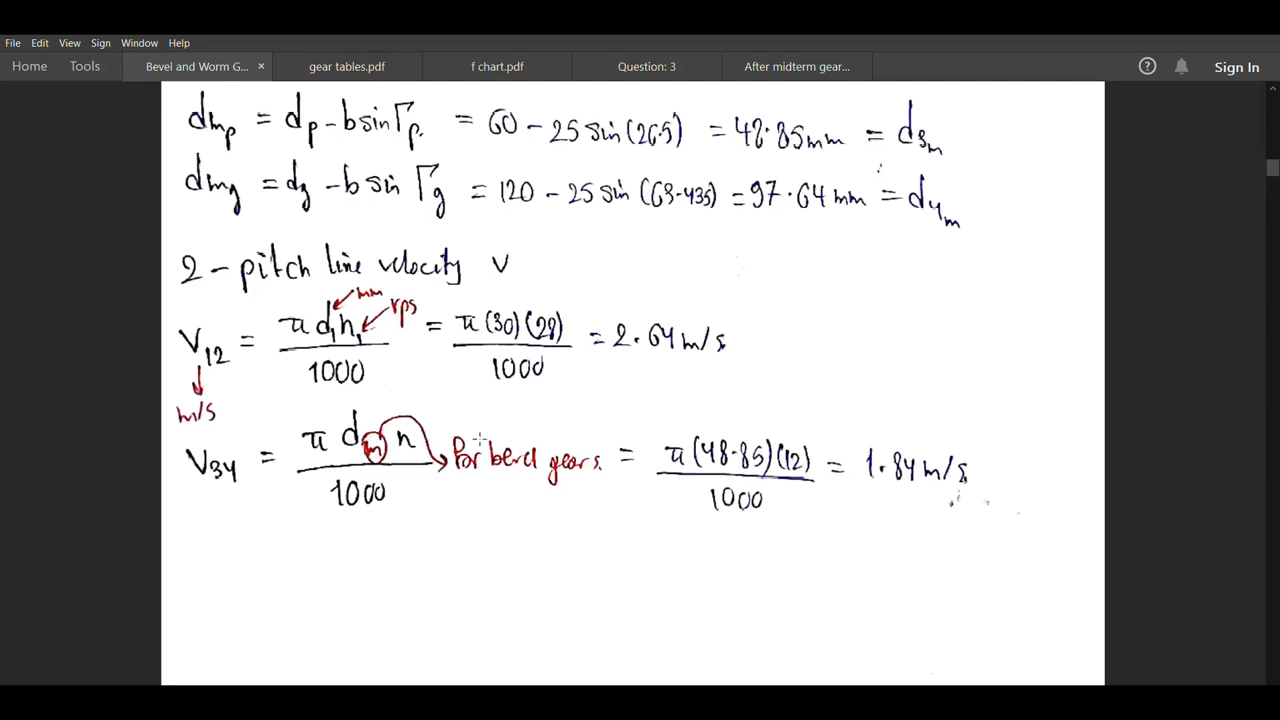 File Edit View Sign Window Help
Home Tools Bevel and Worm G... × gear tables.pdf f chart.pdf Question: 3 After midterm gear... Sign In
dmp = dp - b sin Γp = 60 - 25 sin (26.5) = 48.85mm = d3m
dmg = dg - b sin Γg = 120 - 25 sin (63.435) = 97.64 mm = d4m
2 - pitch line velocity V
mm
rps
V12 = π d1 n1 / 1000 = π (30) (28) / 1000 = 2.64 m/s
m/s
V34 = π dm n / 1000 For bevel gears = π (48.85) (12) / 1000 = 1.84 m/s